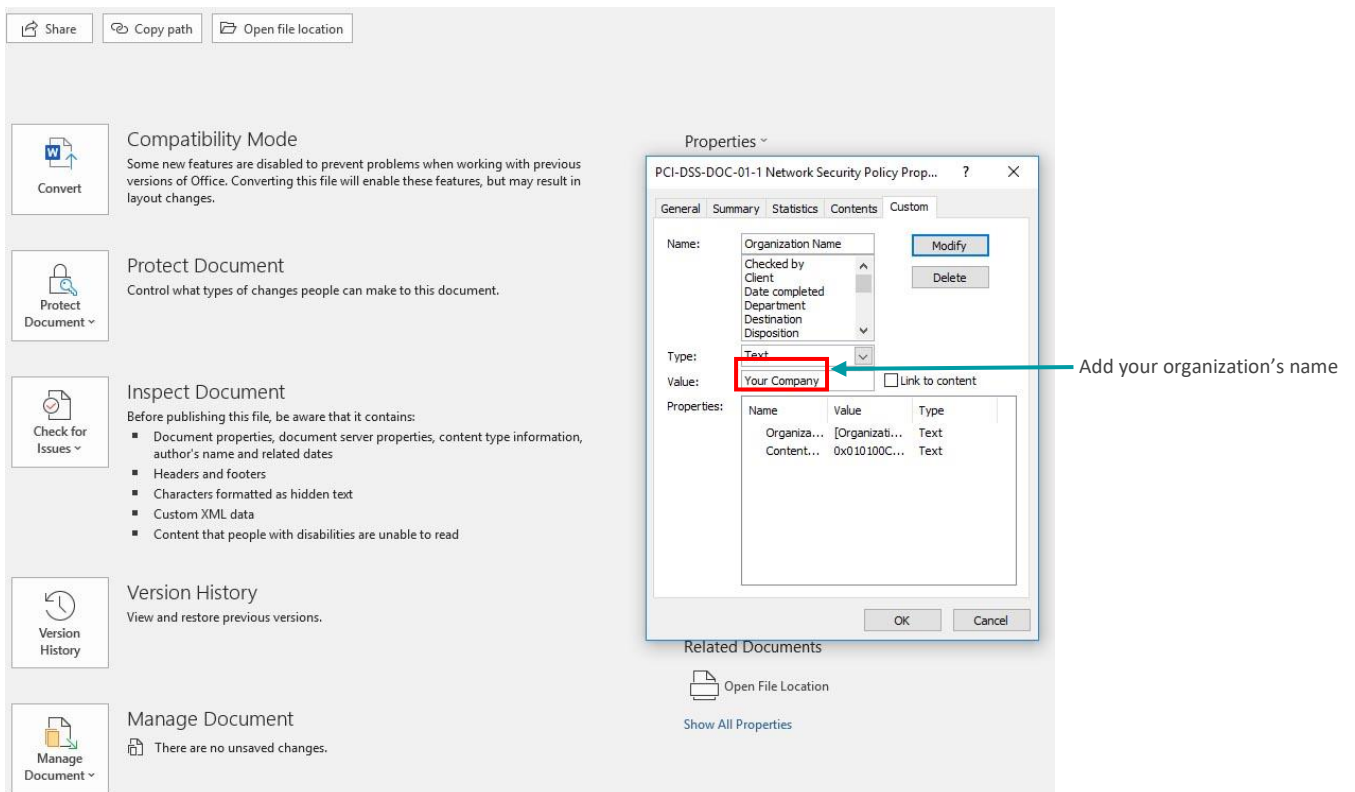 Share
Copy path
Open file location
Convert
Compatibility Mode
Some new features are disabled to prevent problems when working with previous
versions of Office. Converting this file will enable these features, but may result in
layout changes.
Protect
Document
Protect Document
Control what types of changes people can make to this document.
Check for
Issues
Inspect Document
Before publishing this file, be aware that it contains:
Document properties, document server properties, content type information,
author's name and related dates
Headers and footers
Characters formatted as hidden text
Custom XML data
Content that people with disabilities are unable to read
Version
History
Version History
View and restore previous versions.
Manage
Document
Manage Document
There are no unsaved changes.
Properties
PCI-DSS-DOC-01-1 Network Security Policy Prop... ? X
General Summary Statistics Contents Custom
Name: Organization Name Modify
Checked by
Client
Date completed
Department
Destination
Disposition
Delete
Type: Text
Value: Your Company Link to content
Properties: Name Value Type
Organiza... [Organizati... Text
Content... 0x010100C... Text
OK Cancel
Related Documents
Open File Location
Show All Properties
Add your organization’s name